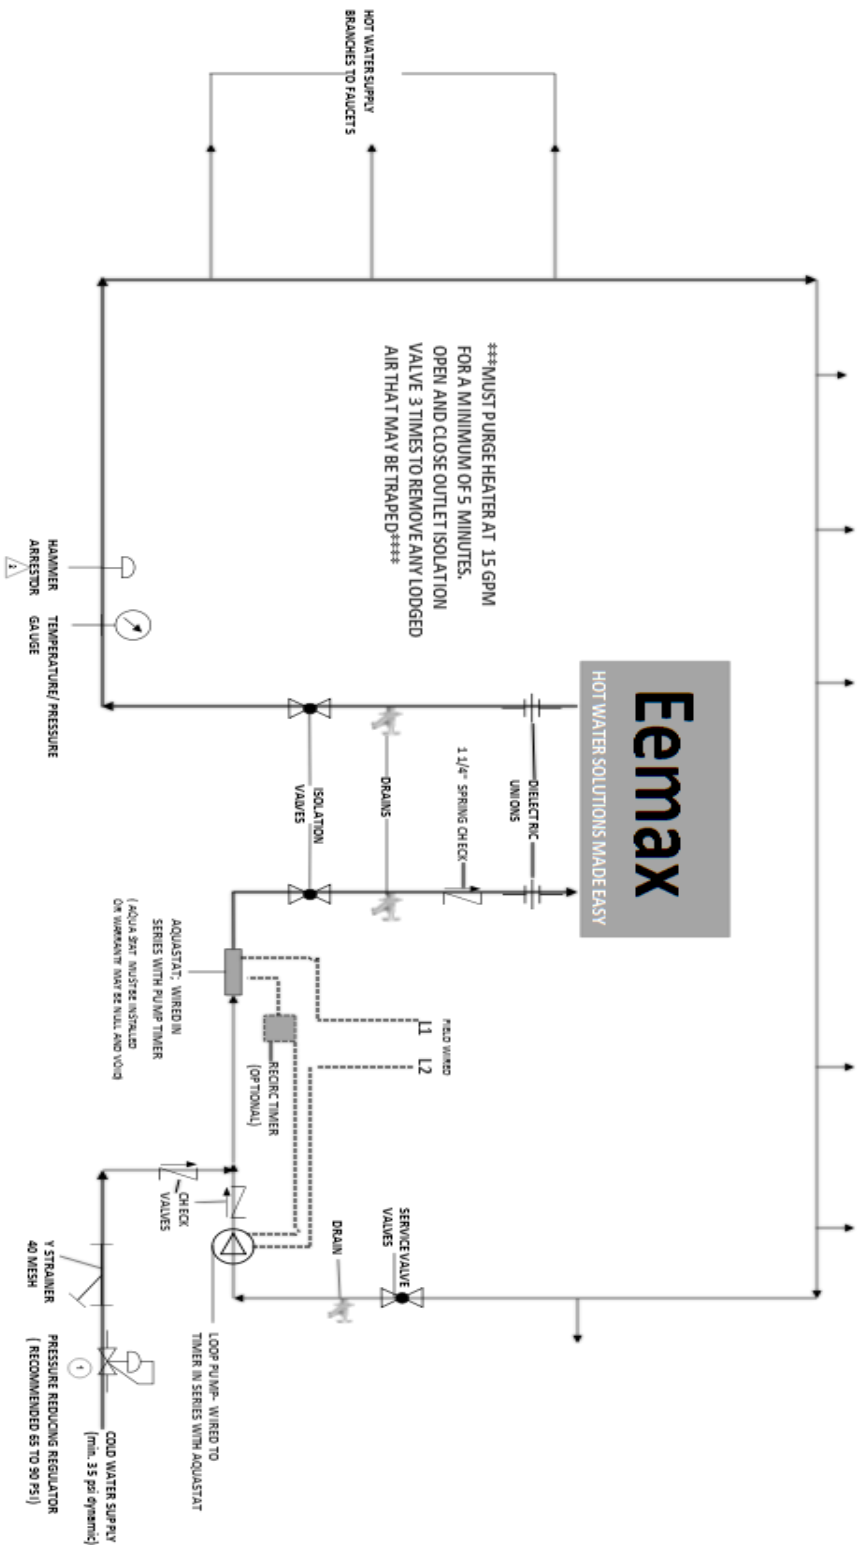 HOT WATER SUPPLY
BRANCHES TO FAUCETS
***MUST PURGE HEATER AT 15 GPM
FOR A MINIMUM OF 5 MINUTES.
OPEN AND CLOSE OUTLET ISOLATION
VALVE 3 TIMES TO REMOVE ANY LODGED
AIR THAT MAY BE TRAPED****
Eemax
HOT WATER SOLUTIONS MADE EASY
HAMMER
ARRESTOR
2
TEMPERATURE/ PRESSURE
GAUGE
DIELECTRIC
UNIONS
1 1/4" SPRING CHECK
DRAINS
ISOLATION
VALVES
AQUASTAT; WIRED IN
SERIES WITH PUMP TIMER
( AQUA STAT MUST BE INSTALLED
OR WARRANTY MAY BE NULL AND VOID)
FIELD WIRED
L1
L2
RECIRC TIMER
(OPTIONAL)
CHECK
VALVES
SERVICE VALVE
VALVES
DRAIN
Y STRAINER
40 MESH
LOOP PUMP- WIRED TO
TIMER IN SERIES WITH AQUASTAT
1
PRESSURE REDUCING REGULATOR
( RECOMMENDED 65 TO 90 PSI)
COLD WATER SUPPLY
(min. 35 psi dynamic)